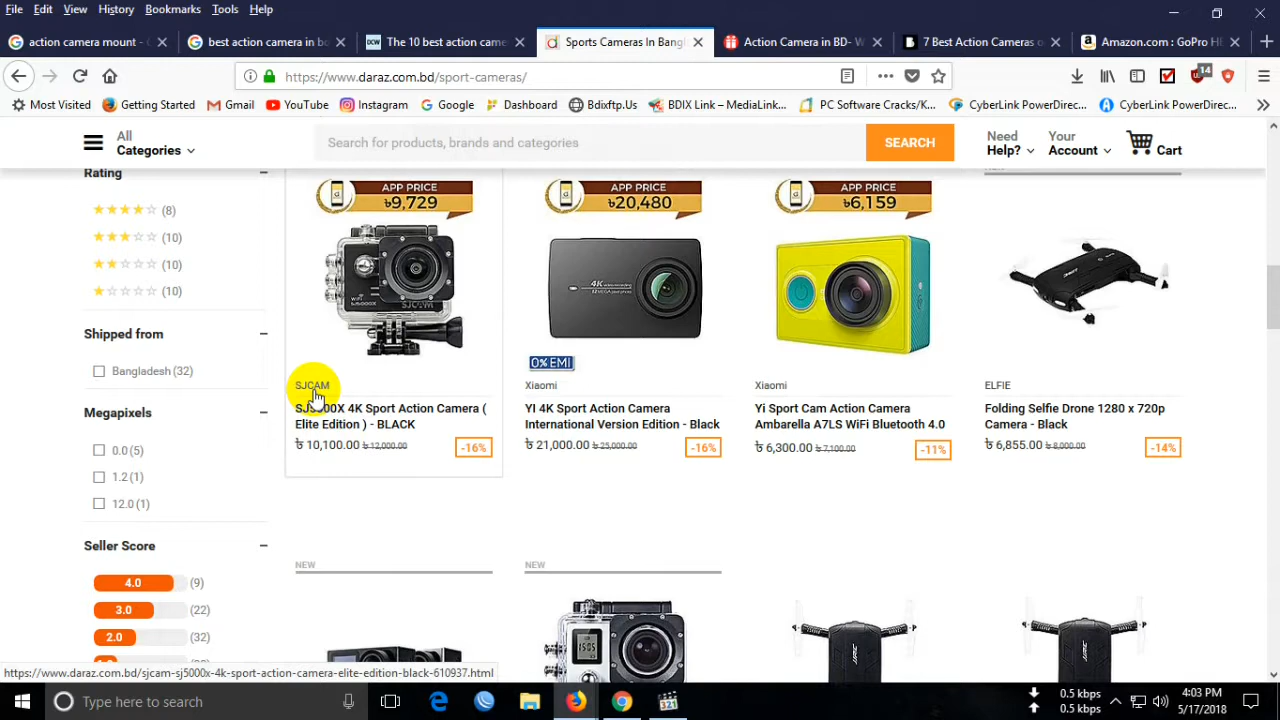 File Edit View History Bookmarks Tools Help
action camera mount -
best action camera in bd
The 10 best action came
Sports Cameras In Bangl
Action Camera in BD- W
7 Best Action Cameras o
Amazon.com : GoPro HE
https://www.daraz.com.bd/sport-cameras/
14
Most Visited Getting Started Gmail YouTube Instagram Google Dashboard Bdixftp.Us BDIX Link – MediaLink... PC Software Cracks/K... CyberLink PowerDirec... CyberLink PowerDirec...
All
Categories
Search for products, brands and categories
SEARCH
Need
Help?
Your
Account
Cart
Rating
(8)
(10)
(10)
(10)
Shipped from
Bangladesh (32)
Megapixels
0.0 (5)
1.2 (1)
12.0 (1)
Seller Score
4.0 (9)
3.0 (22)
2.0 (32)
APP PRICE
৳9,729
SJCAM
SJ5000X 4K Sport Action Camera (
Elite Edition ) - BLACK
৳ 10,100.00 ৳ 12,000.00 -16%
APP PRICE
৳20,480
4K
0% EMI
Xiaomi
YI 4K Sport Action Camera
International Version Edition - Black
৳ 21,000.00 ৳ 25,000.00 -16%
APP PRICE
৳6,159
Xiaomi
Yi Sport Cam Action Camera
Ambarella A7LS WiFi Bluetooth 4.0
৳ 6,300.00 ৳ 7,100.00 -11%
ELFIE
Folding Selfie Drone 1280 x 720p
Camera - Black
৳ 6,855.00 ৳ 8,000.00 -14%
NEW
NEW
https://www.daraz.com.bd/sjcam-sj5000x-4k-sport-action-camera-elite-edition-black-610937.html
Type here to search
321
0.5 kbps
0.5 kbps
4:03 PM
5/17/2018